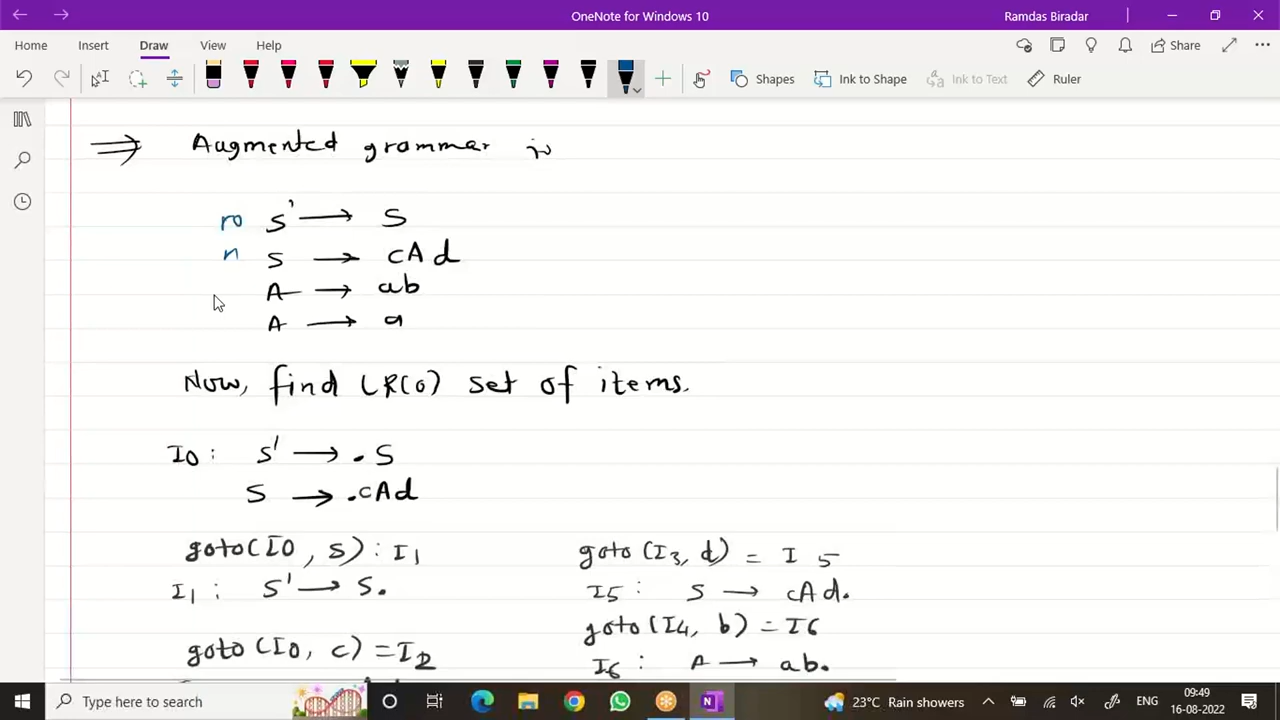 OneNote for Windows 10
Ramdas Biradar
Home Insert Draw View Help
Share
Shapes Ink to Shape Ink to Text Ruler
⇒ Augmented grammar is
r0 S' → S
r1 S → cAd
A → ab
A → a
Now, find LR(0) set of items.
I0: S' → .S
S → .cAd
goto(I0, S): I1
I1: S' → S.
goto (I0, c) = I2
goto (I3, d) = I5
I5: S → cAd.
goto(I4, b) = I6
I6: A → ab.
Type here to search
23°C Rain showers
ENG
09:49
16-08-2022